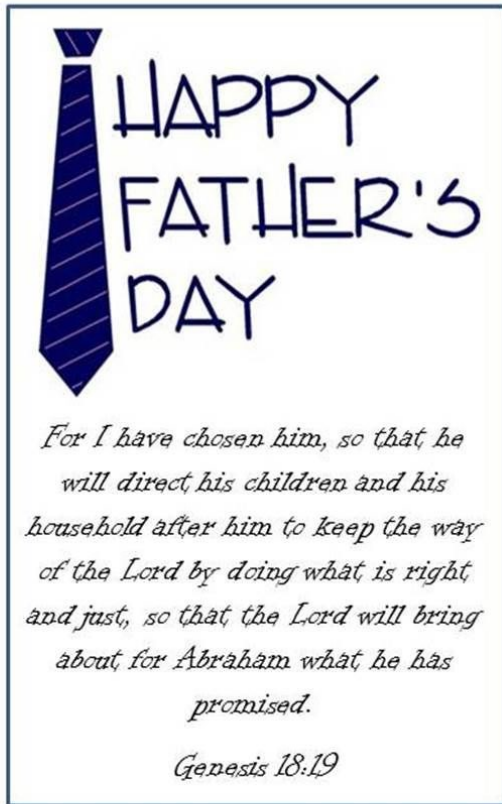 HAPPY
FATHER'S
DAY
For I have chosen him, so that he
will direct his children and his
household after him to keep the way
of the Lord by doing what is right
and just, so that the Lord will bring
about for Abraham what he has
promised.
Genesis 18:19